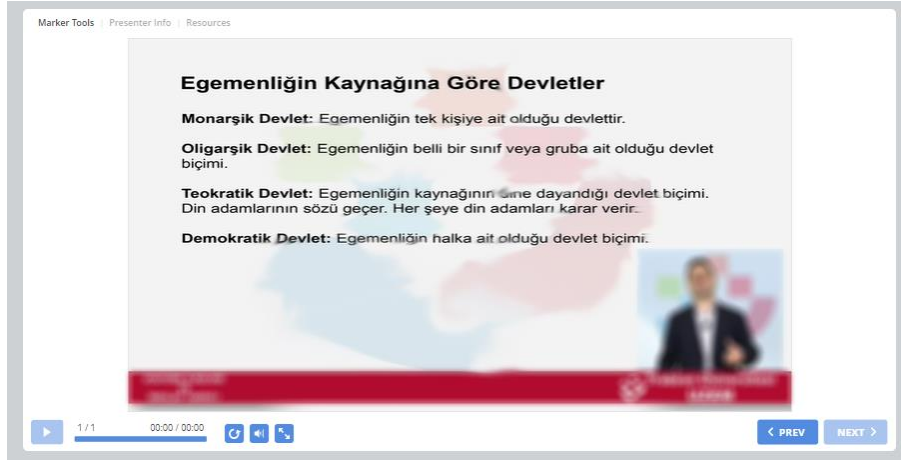 Marker Tools | Presenter Info | Resources
Egemenliğin Kaynağına Göre Devletler
Monarşik Devlet: Egemenliğin tek kişiye ait olduğu devlettir.
Oligarşik Devlet: Egemenliğin belli bir sınıf veya gruba ait olduğu devlet
biçimi.
Teokratik Devlet: Egemenliğin kaynağının dine dayandığı devlet biçimi.
Din adamlarının sözü geçer. Her şeye din adamları karar verir.
Demokratik Devlet: Egemenliğin halka ait olduğu devlet biçimi.
1 / 1 00:00 / 00:00 PREV NEXT